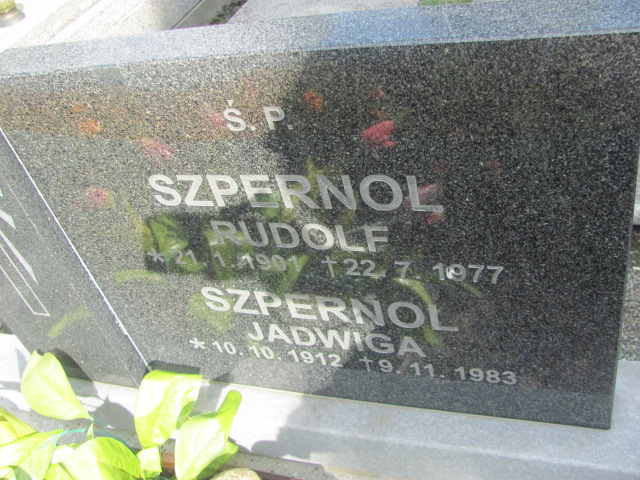 Ś. P.
SZPERNOL
RUDOLF
*21. 1. 1901 †22. 7. 1977
SZPERNOL
JADWIGA
*10. 10. 1912 †9. 11. 1983